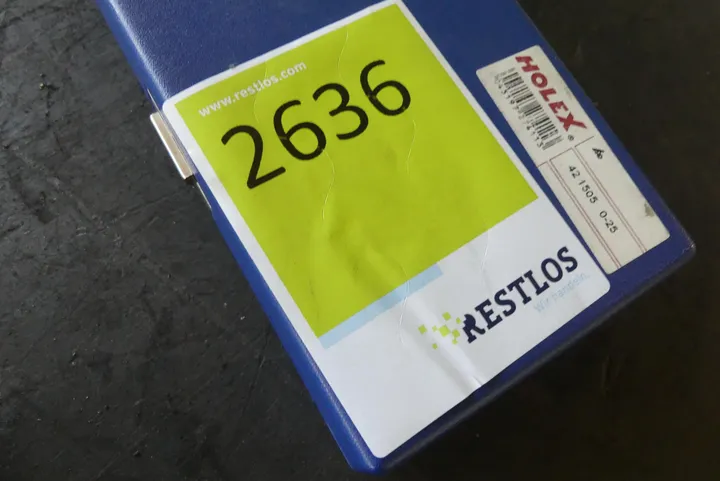 www.restlos.com
2636
RESTLOS
HOLEX®
42 1505 0-25